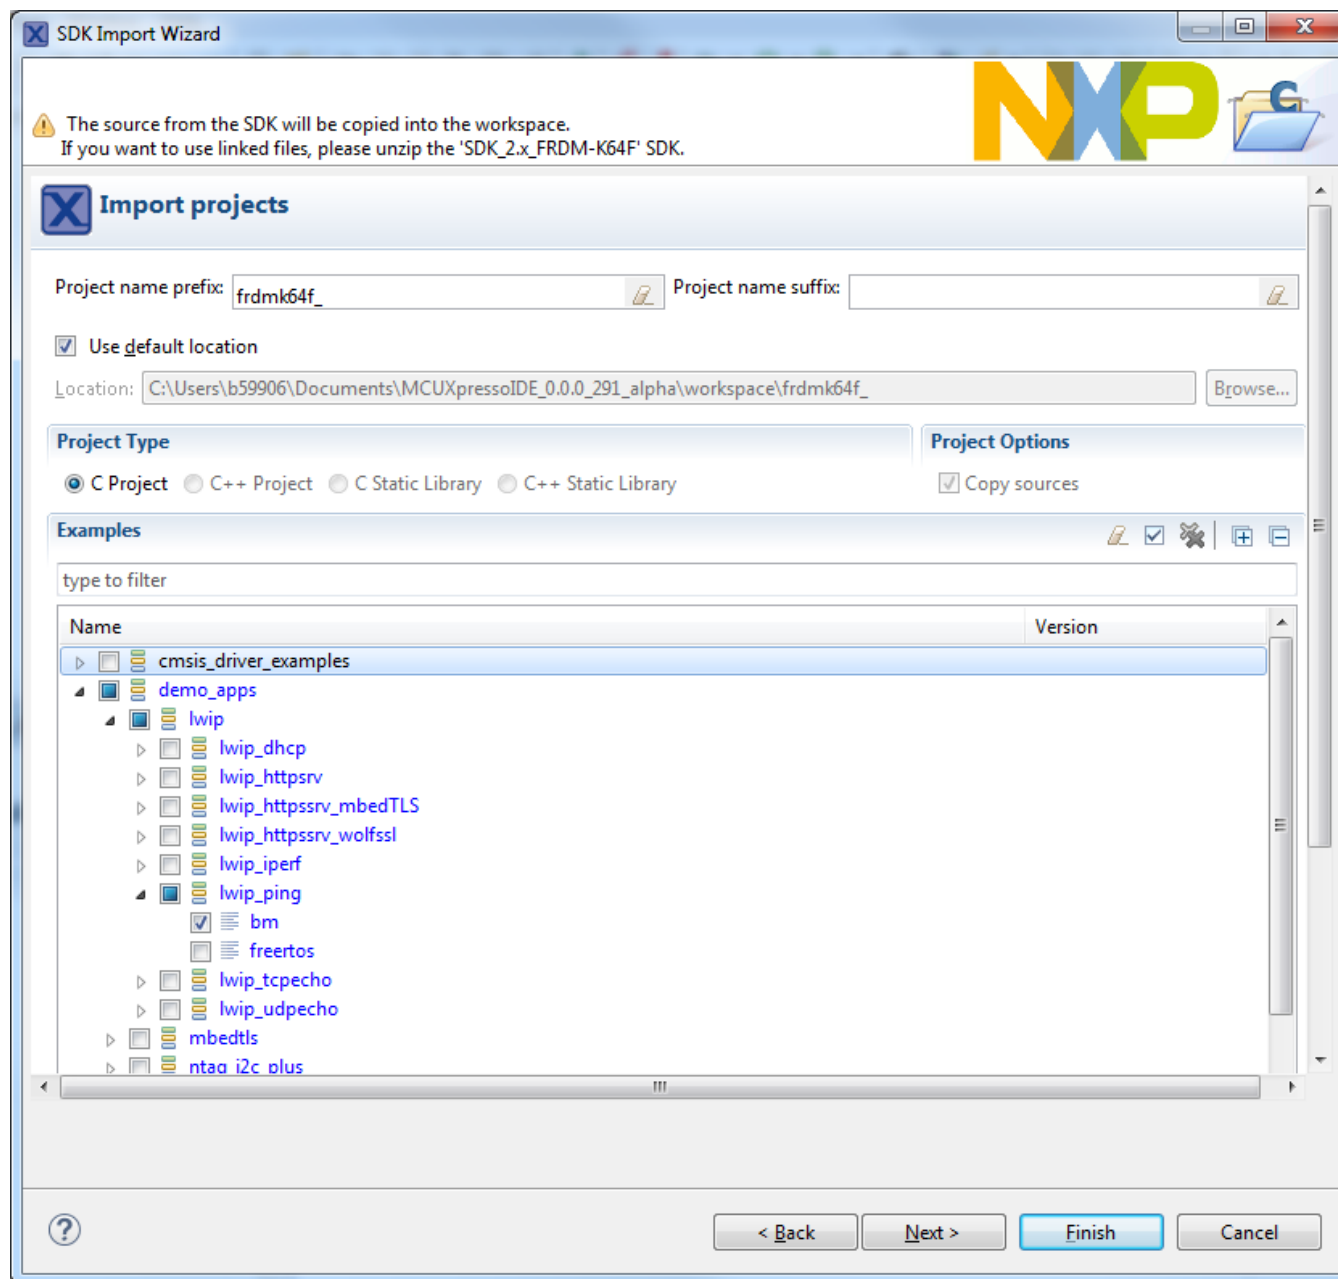 SDK Import Wizard
NXP
C
The source from the SDK will be copied into the workspace.
If you want to use linked files, please unzip the 'SDK_2.x_FRDM-K64F' SDK.
X Import projects
Project name prefix: frdmk64f_ Project name suffix:
Use default location
Location: C:\Users\b59906\Documents\MCUXpressoIDE_0.0.0_291_alpha\workspace\frdmk64f_ Browse...
Project Type Project Options
C Project C++ Project C Static Library C++ Static Library Copy sources
Examples
type to filter
Name Version
cmsis_driver_examples
demo_apps
lwip
lwip_dhcp
lwip_httpsrv
lwip_httpssrv_mbedTLS
lwip_httpssrv_wolfssl
lwip_iperf
lwip_ping
bm
freertos
lwip_tcpecho
lwip_udpecho
mbedtls
ntag_i2c_plus
? < Back Next > Finish Cancel